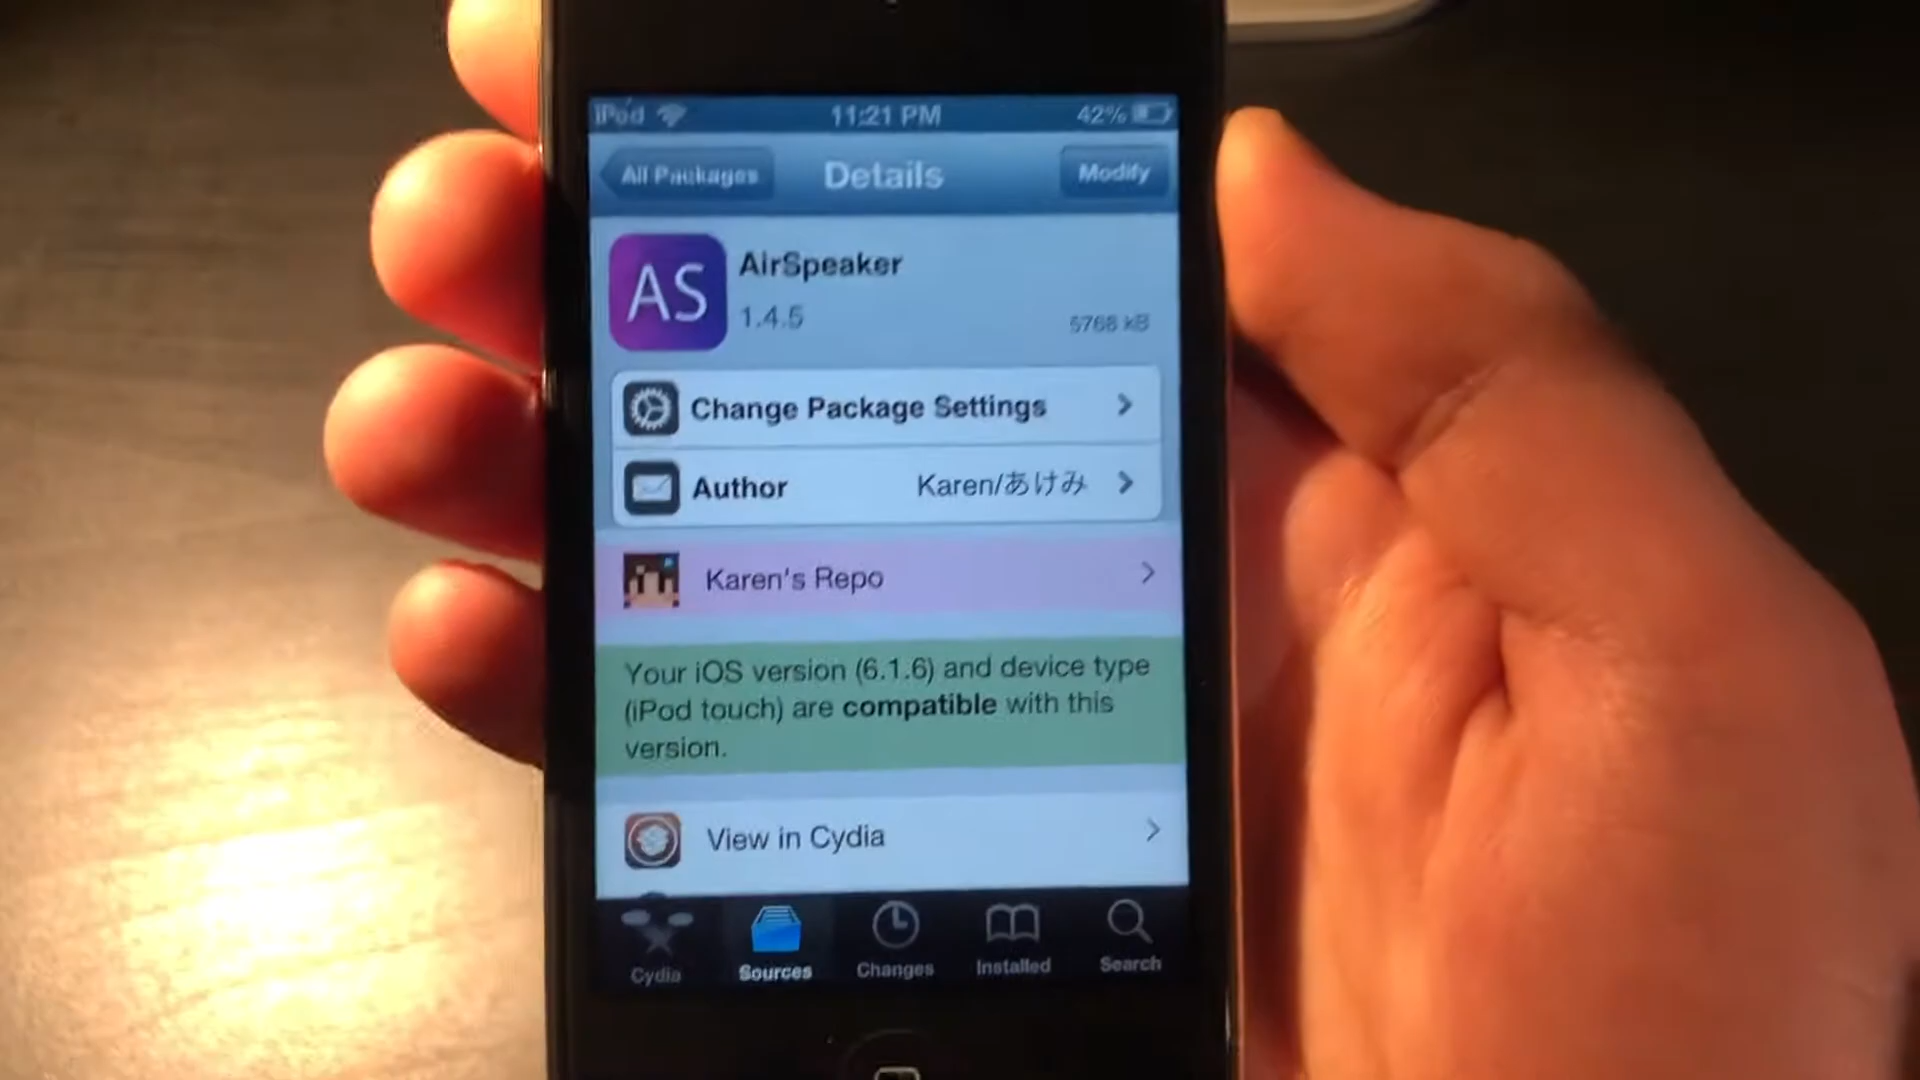 iPod 11:21 PM 42%
All Packages Details Modify
AS AirSpeaker
1.4.5 5768 kB
Change Package Settings
Author Karen/あけみ
Karen's Repo
Your iOS version (6.1.6) and device type
(iPod touch) are compatible with this
version.
View in Cydia
Cydia Sources Changes Installed Search